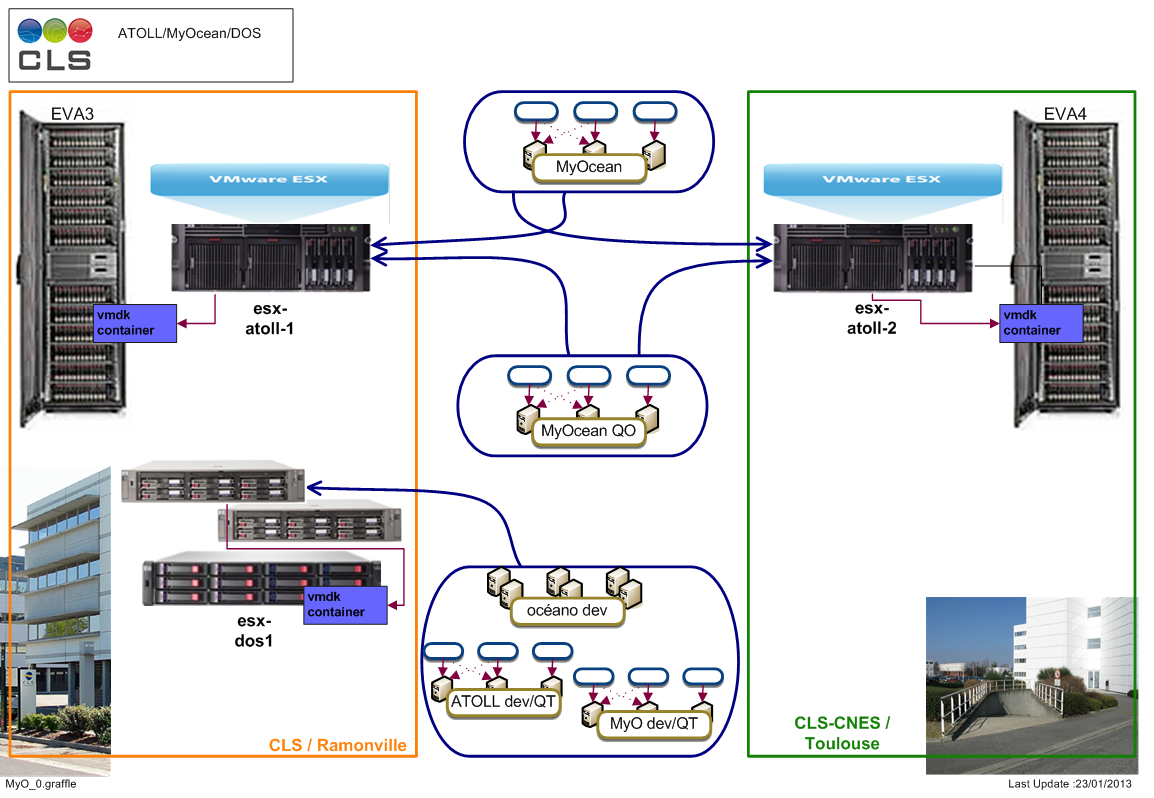 CLS
ATOLL/MyOcean/DOS
EVA3
VMware ESX
esx-
atoll-1
vmdk
container
MyOcean
EVA4
VMware ESX
esx-
atoll-2
vmdk
container
MyOcean QO
esx-
dos1
vmdk
container
océano dev
ATOLL dev/QT
MyO dev/QT
CLS / Ramonville
CLS-CNES /
Toulouse
MyO_0.graffle
Last Update :23/01/2013